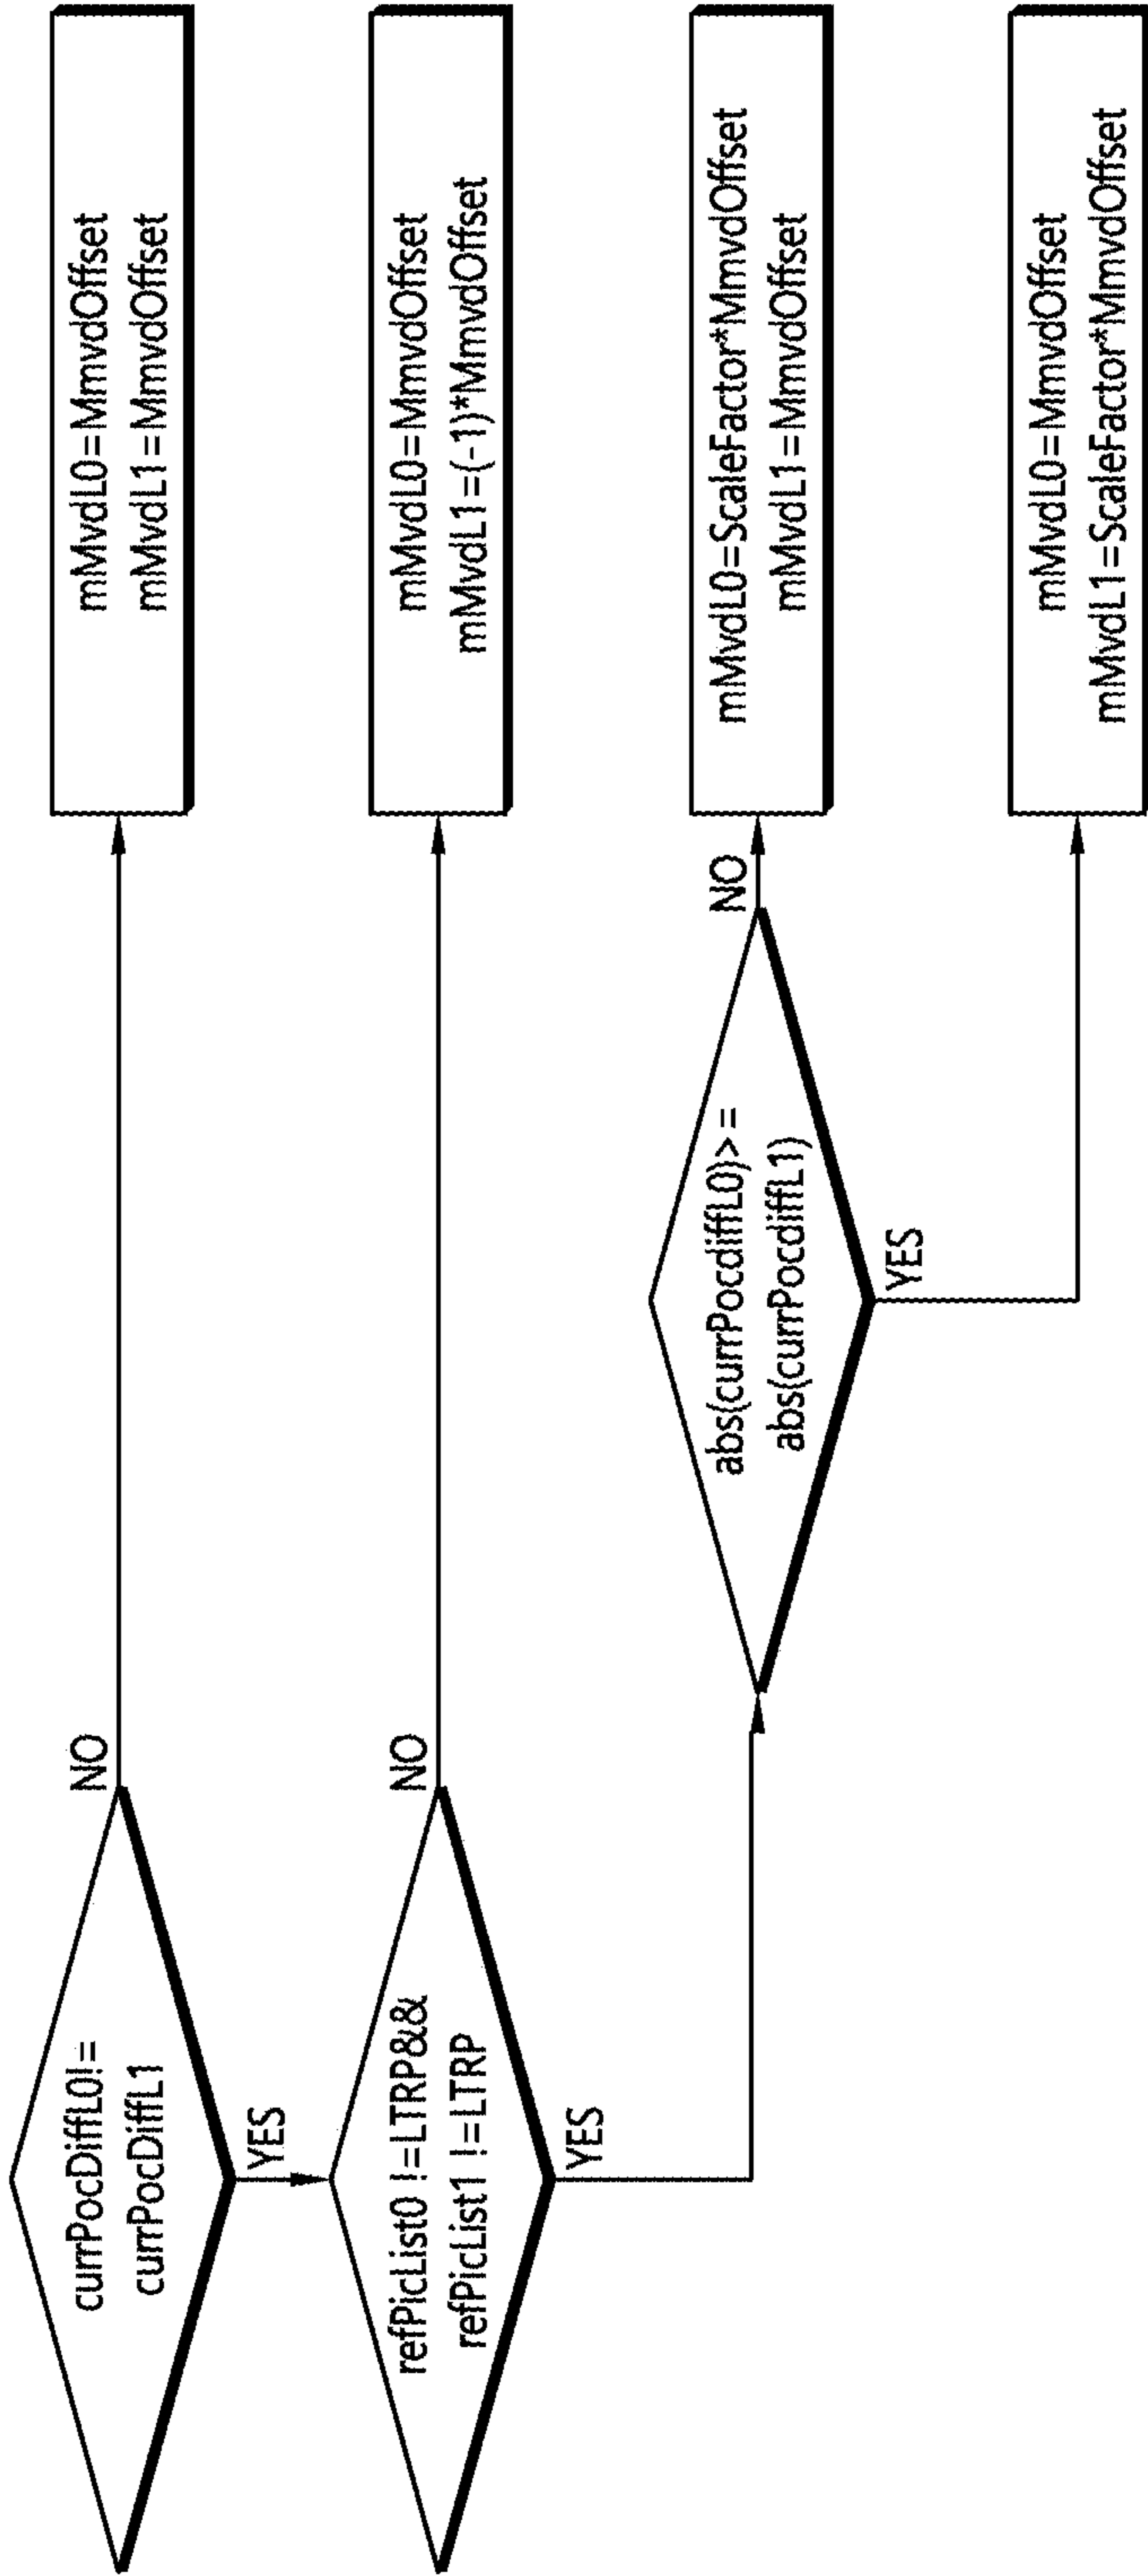 currPocDiffL0!=
currPocDiffL1
NO
mMvdL0=MmvdOffset
mMvdL1=MmvdOffset
YES
refPicList0 !=LTRP&&
refPicList1 !=LTRP
NO
mMvdL0=MmvdOffset
mMvdL1=(-1)*MmvdOffset
YES
abs(currPocdiffL0)>=
abs(currPocdiffL1)
NO
mMvdL0=ScaleFactor*MmvdOffset
mMvdL1=MmvdOffset
YES
mMvdL0=MmvdOffset
mMvdL1=ScaleFactor*MmvdOffset